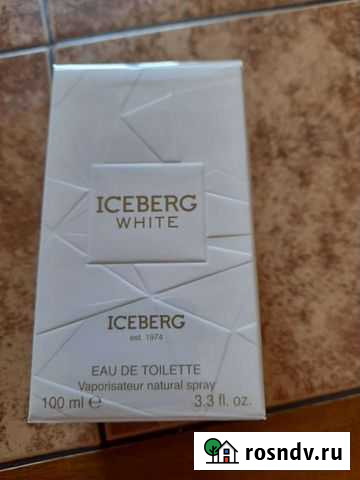 ICEBERG
WHITE
ICEBERG
est. 1974
EAU DE TOILETTE
Vaporisateur natural spray
100 ml ℮ 3.3 fl. oz.
rosndv.ru